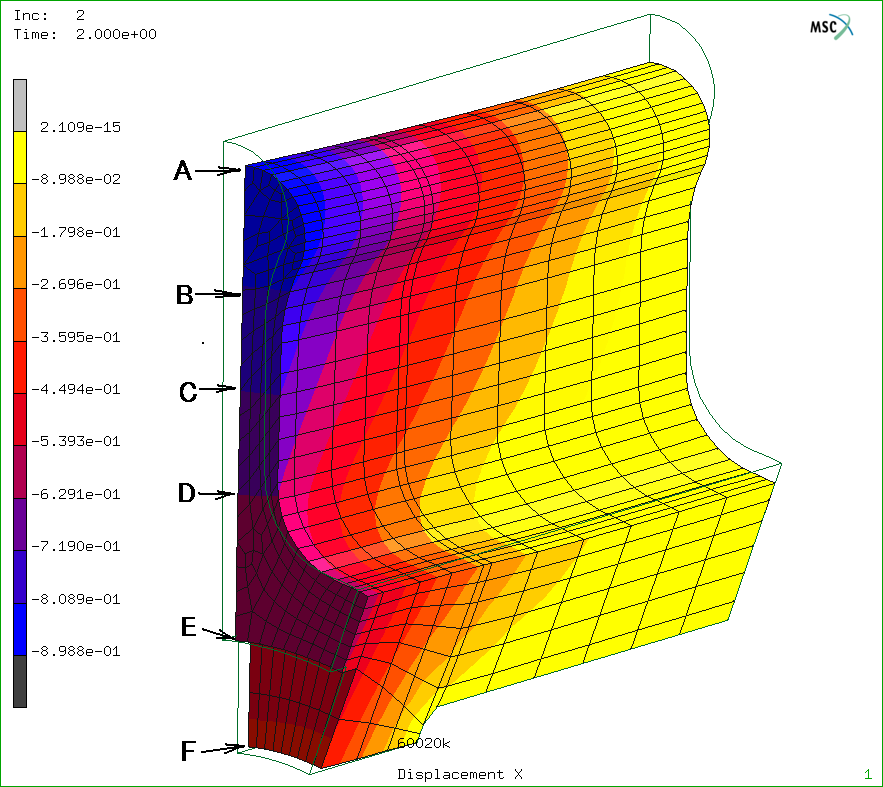 Inc: 2
Time: 2.000e+00
MSC
2.109e-15
-8.988e-02
-1.798e-01
-2.696e-01
-3.595e-01
-4.494e-01
-5.393e-01
-6.291e-01
-7.190e-01
-8.089e-01
-8.988e-01
A
B
C
D
E
F
60020k
Displacement X
1